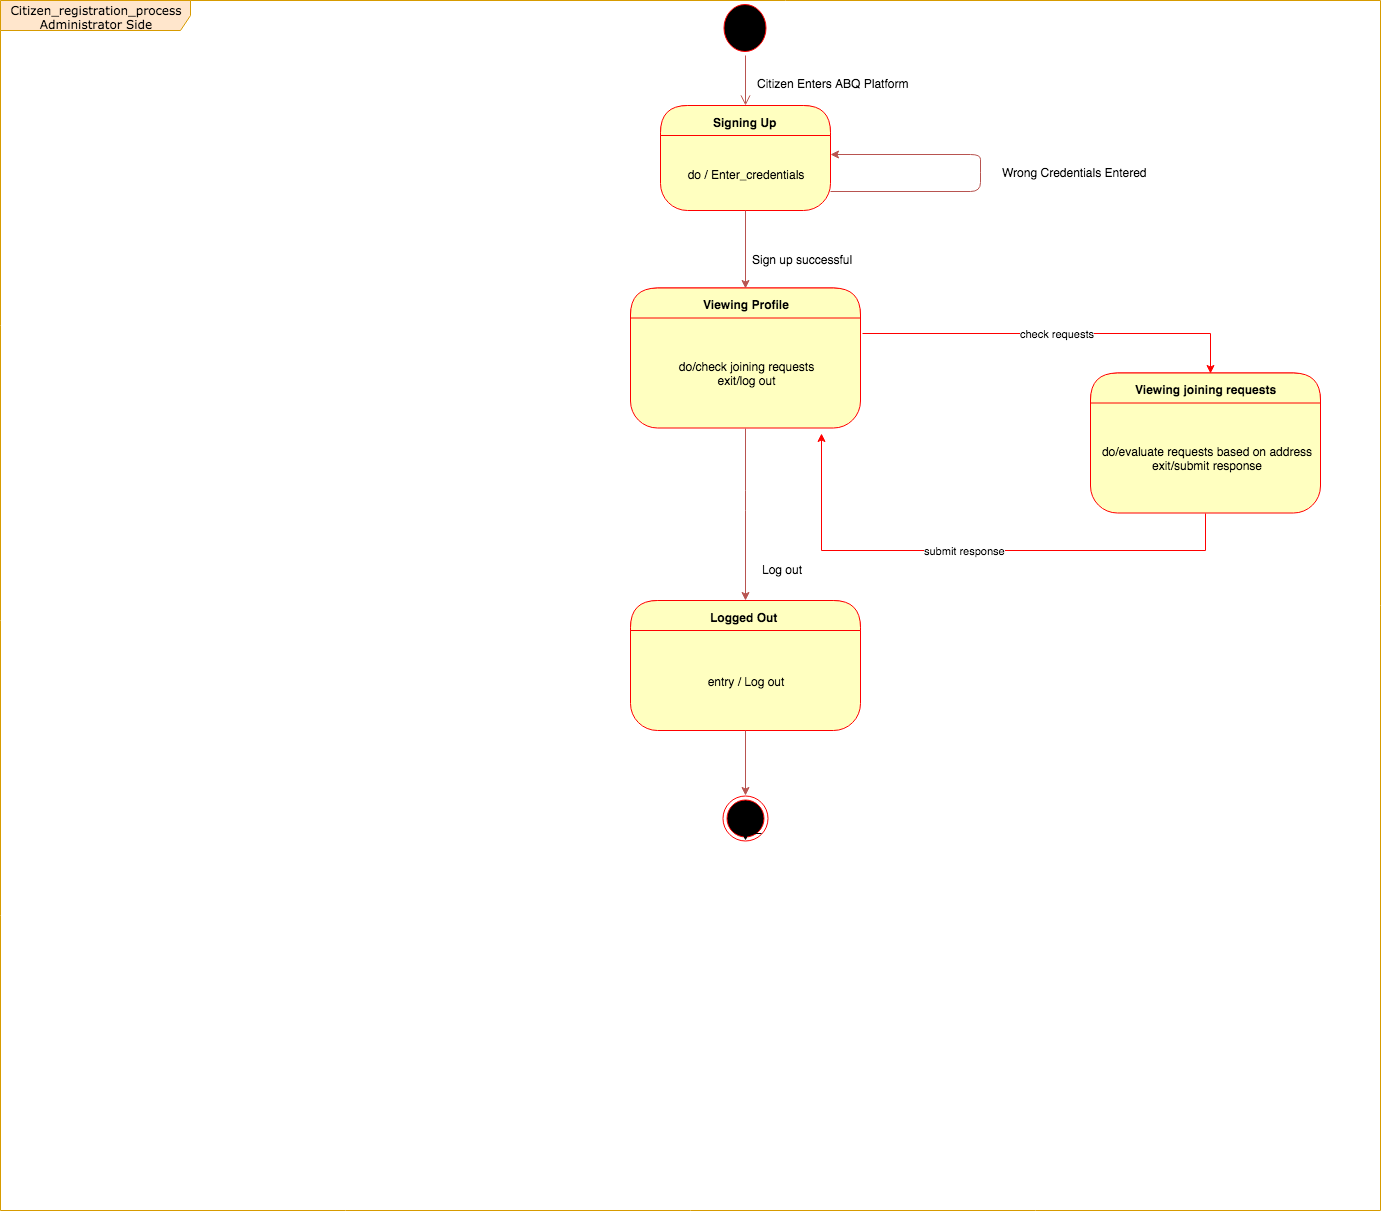 Citizen_registration_process
Administrator Side
Citizen Enters ABQ Platform
Signing Up
do / Enter_credentials
Wrong Credentials Entered
Sign up successful
Viewing Profile
do/check joining requests
exit/log out
check requests
Viewing joining requests
do/evaluate requests based on address
exit/submit response
submit response
Log out
Logged Out
entry / Log out